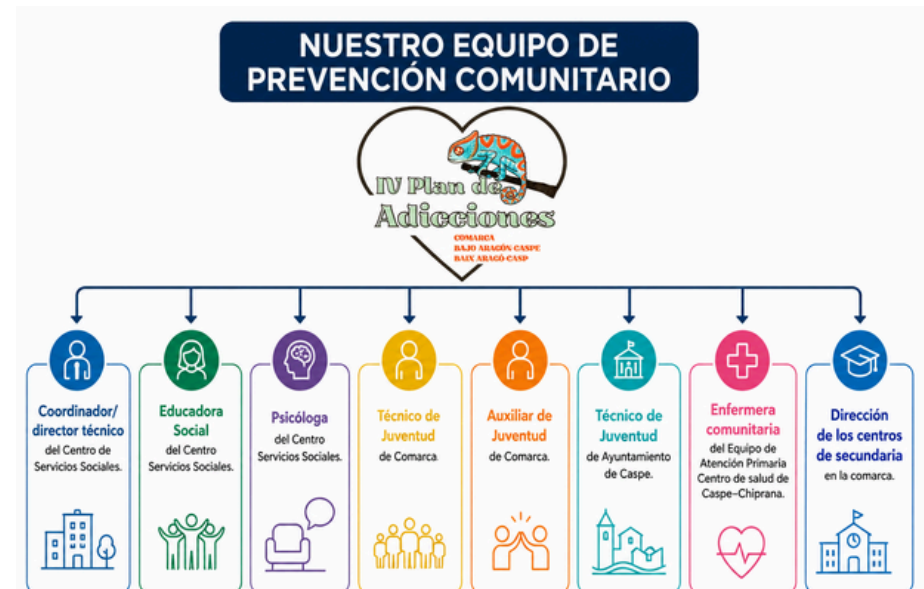 NUESTRO EQUIPO DE
PREVENCIÓN COMUNITARIO
IV Plan de
Adicciones
COMARCA
BAJO ARAGÓN CASPE
BAIX ARAGÓ-CASP
Coordinador/
director técnico
del Centro de
Servicios Sociales.
Educadora
Social
del Centro
Servicios Sociales.
Psicóloga
del Centro
Servicios Sociales.
Técnico de
Juventud
de Comarca.
Auxiliar de
Juventud
de Comarca.
Técnico de
Juventud
de Ayuntamiento
de Caspe.
Enfermera
comunitaria
del Equipo de
Atención Primaria
Centro de salud de
Caspe–Chiprana.
Dirección
de los centros
de secundaria
en la comarca.